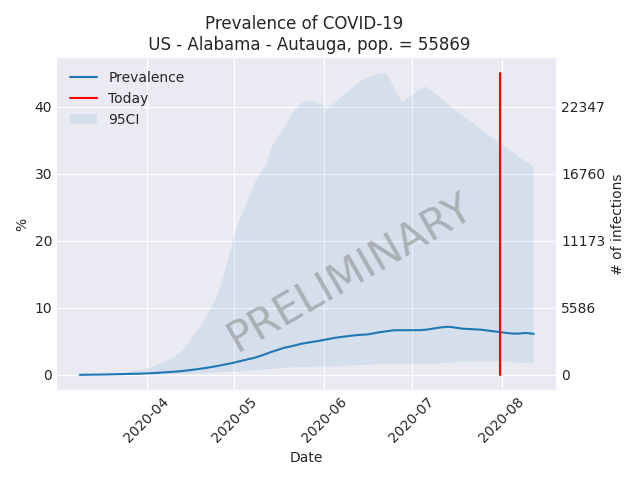 Prevalence of COVID-19
US - Alabama - Autauga, pop. = 55869
Prevalence
Today
95CI
40
30
20
10
0
%
22347
16760
11173
5586
0
# of infections
PRELIMINARY
2020-04
2020-05
2020-06
2020-07
2020-08
Date